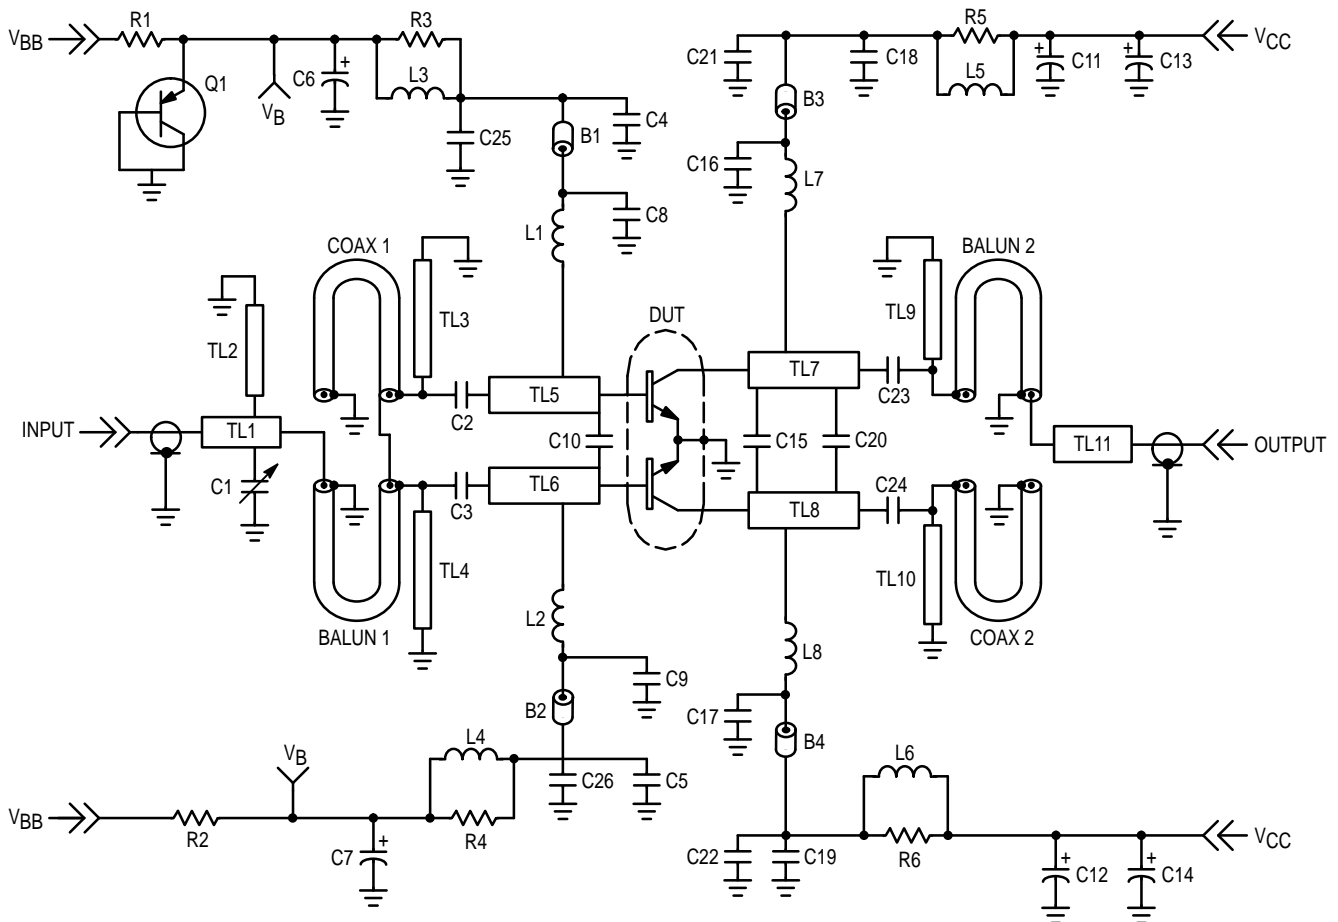 R1
R3
R5
VBB
VCC
C21
C18
C11
C13
L5
Q1
C6
L3
VB
B3
C4
C25
B1
C16
L7
C8
L1
COAX 1
BALUN 2
TL3
TL9
DUT
TL2
TL7
TL5
C23
C2
INPUT
TL1
C10
C15
C20
TL11
OUTPUT
C1
TL6
C3
C24
TL8
TL4
TL10
L2
BALUN 1
COAX 2
L8
C9
B2
C17
B4
L4
VB
L6
C26
C5
VBB
R2
R4
VCC
C7
C22
C19
R6
C12
C14